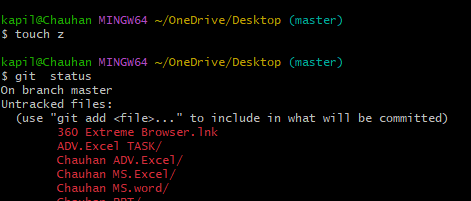 kapil@Chauhan MINGW64 ~/OneDrive/Desktop (master)
$ touch z
kapil@Chauhan MINGW64 ~/OneDrive/Desktop (master)
$ git  status
On branch master
Untracked files:
  (use "git add <file>..." to include in what will be committed)
        360 Extreme Browser.lnk
        ADV.Excel TASK/
        Chauhan ADV.Excel/
        Chauhan MS.Excel/
        Chauhan MS.word/
        Chauhan PPT/